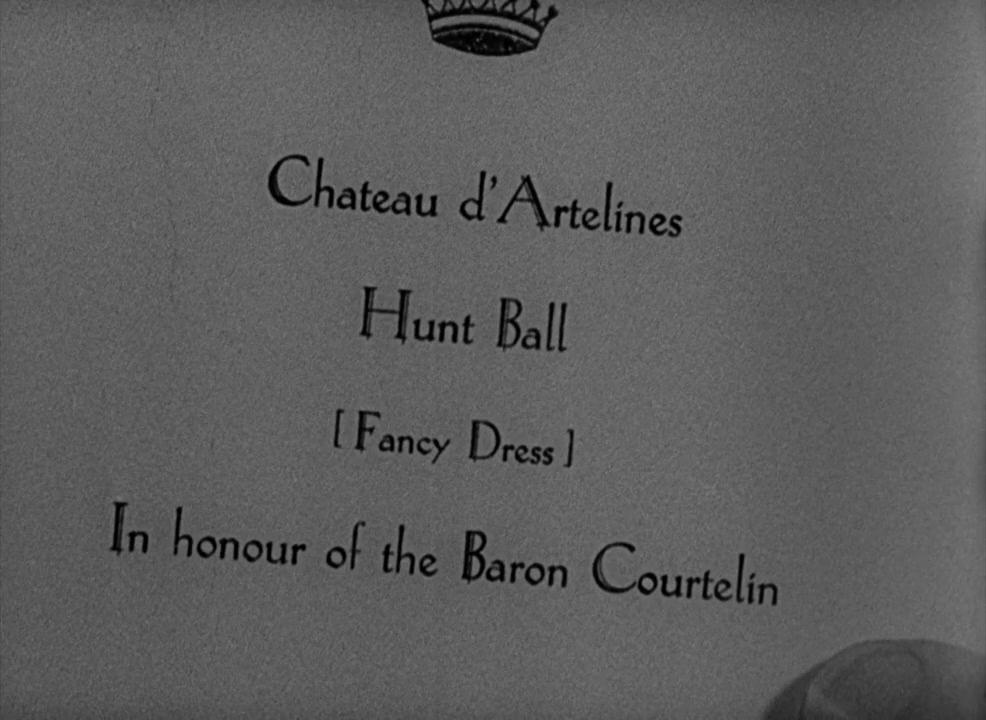 Chateau d'Artelines
Hunt Ball
[Fancy Dress]
In honour of the Baron Courtelin